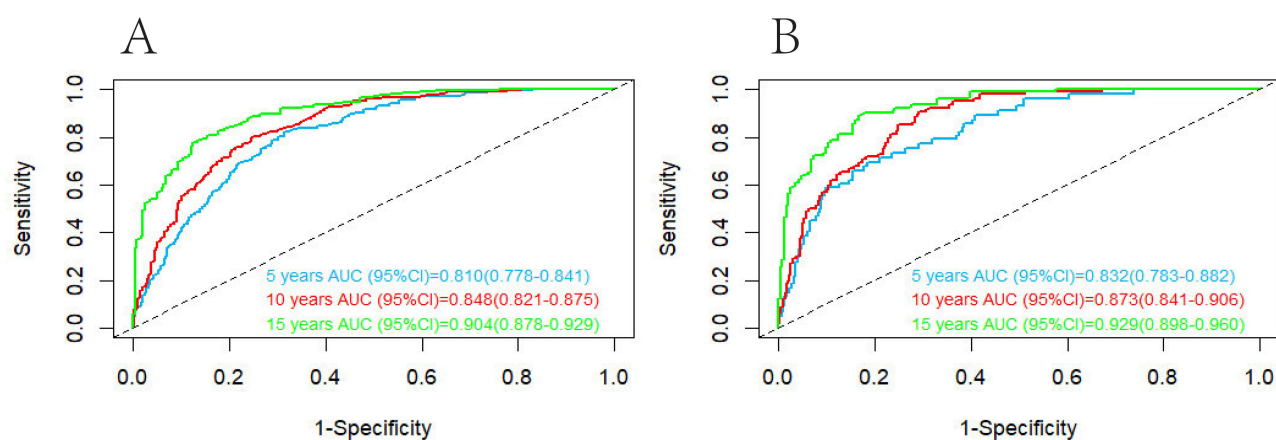 A
1.0
0.8
0.6
0.4
0.2
0.0
Sensitivity
5 years AUC (95%CI)=0.810(0.778-0.841)
10 years AUC (95%CI)=0.848(0.821-0.875)
15 years AUC (95%CI)=0.904(0.878-0.929)
0.0 0.2 0.4 0.6 0.8 1.0
1-Specificity
B
1.0
0.8
0.6
0.4
0.2
0.0
Sensitivity
5 years AUC (95%CI)=0.832(0.783-0.882)
10 years AUC (95%CI)=0.873(0.841-0.906)
15 years AUC (95%CI)=0.929(0.898-0.960)
0.0 0.2 0.4 0.6 0.8 1.0
1-Specificity